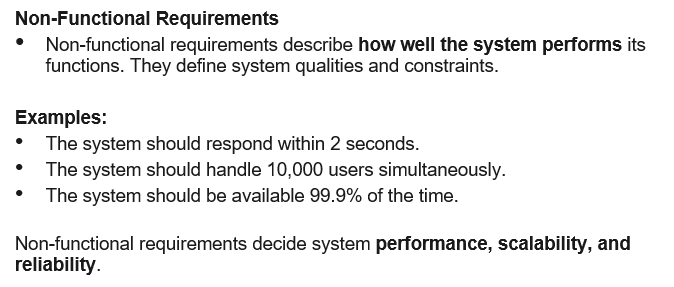 Non-Functional Requirements
• Non-functional requirements describe how well the system performs its
functions. They define system qualities and constraints.
Examples:
• The system should respond within 2 seconds.
• The system should handle 10,000 users simultaneously.
• The system should be available 99.9% of the time.
Non-functional requirements decide system performance, scalability, and
reliability.